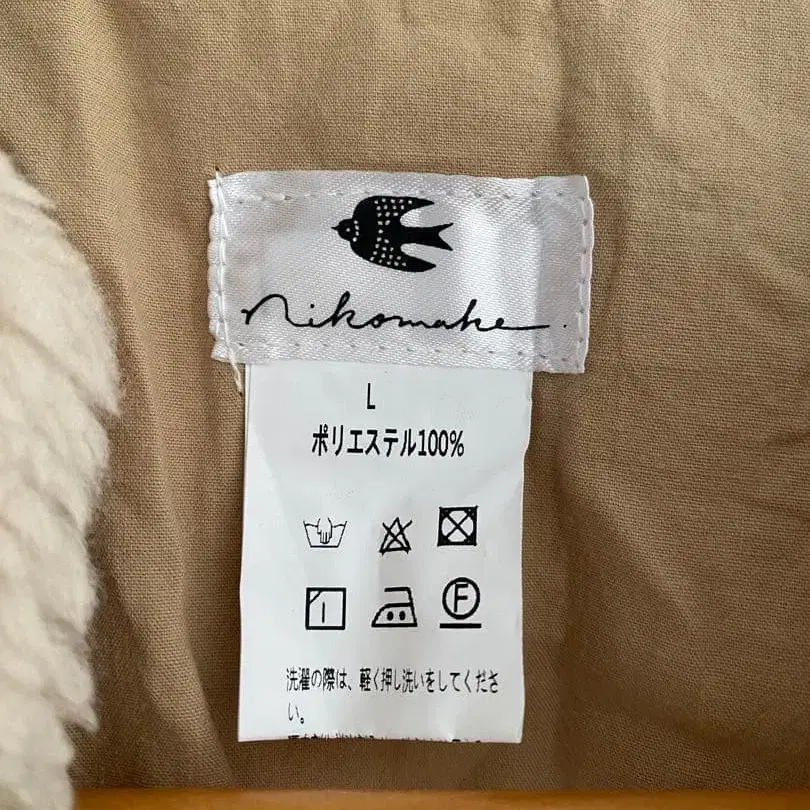 nikomake.
L
ポリエステル100%
F
洗濯の際は、軽く押し洗いをしてくださ
い。